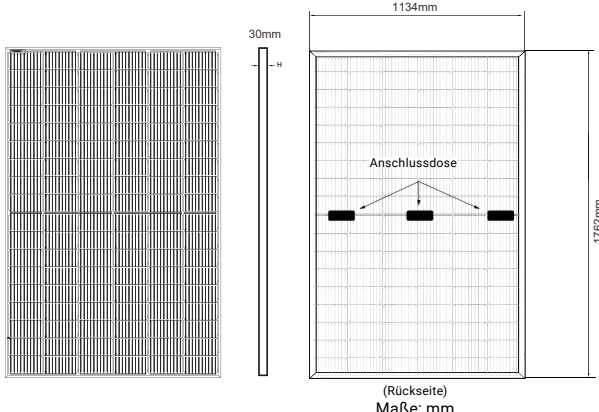 1134mm
30mm
H
Anschlussdose
1762mm
(Rückseite)
Maße: mm